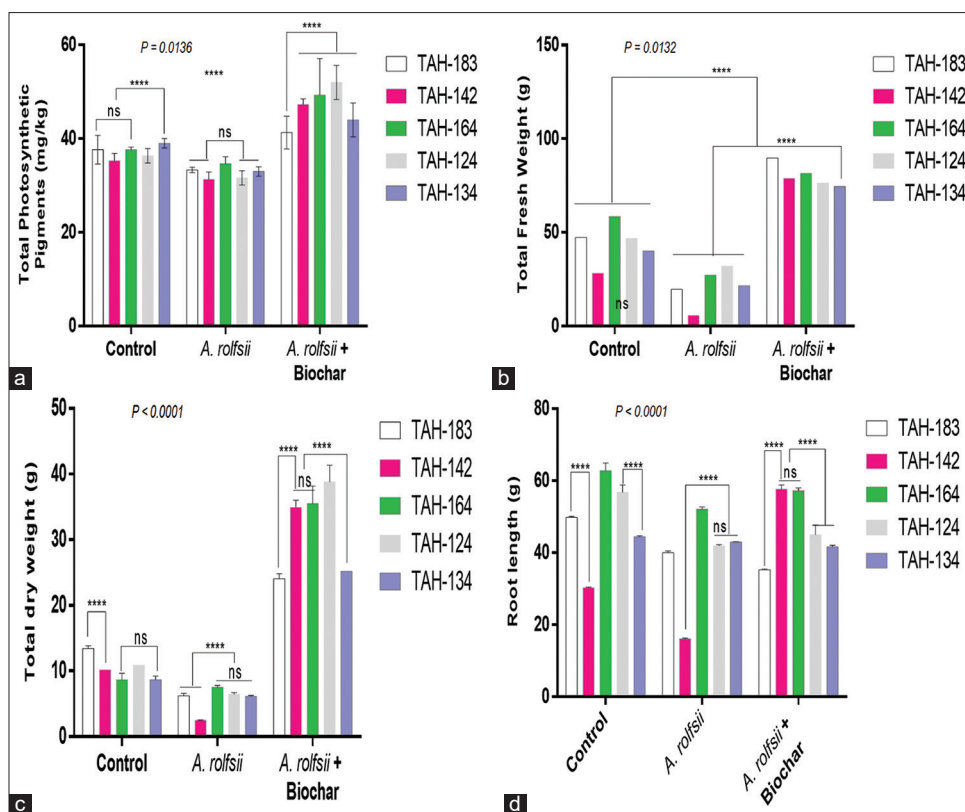 Total Photosynthetic
Pigments (mg/kg)
60
40
20
0
P = 0.0136
****
ns
****
ns
****
Control
A. rolfsii
A. rolfsii +
Biochar
TAH-183
TAH-142
TAH-164
TAH-124
TAH-134
a
Total Fresh Weight (g)
150
100
50
0
P = 0.0132
****
****
ns
Control
A. rolfsii
A. rolfsii +
Biochar
TAH-183
TAH-142
TAH-164
TAH-124
TAH-134
b
Total dry weight (g)
50
40
30
20
10
0
P < 0.0001
****
ns
****
ns
****
****
ns
Control
A. rolfsii
A. rolfsii +
Biochar
TAH-183
TAH-142
TAH-164
TAH-124
TAH-134
c
Root length (g)
80
60
40
20
0
P < 0.0001
****
****
****
ns
****
****
ns
Control
A. rolfsii
A. rolfsii +
Biochar
TAH-183
TAH-142
TAH-164
TAH-124
TAH-134
d